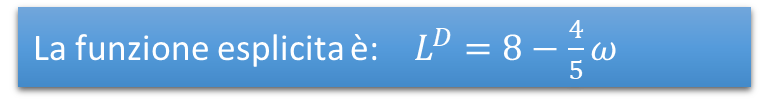 La funzione esplicita è: L^D = 8 − 4/5 ω